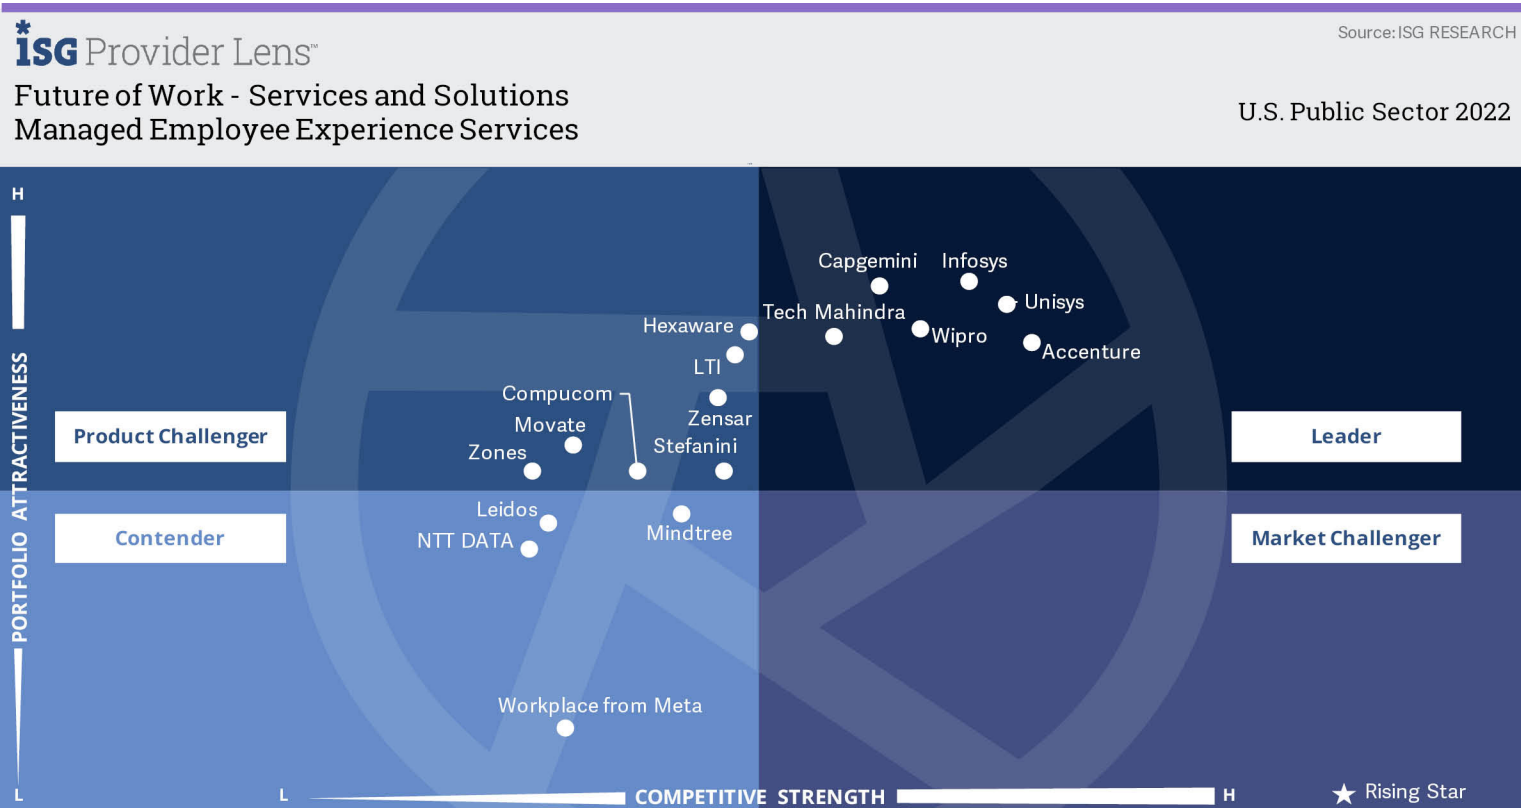 ISG Provider Lens™
Source: ISG RESEARCH
Future of Work - Services and Solutions
Managed Employee Experience Services
U.S. Public Sector 2022
H
PORTFOLIO ATTRACTIVENESS
L
Product Challenger
Leader
Contender
Market Challenger
Capgemini
Infosys
Unisys
Tech Mahindra
Wipro
Accenture
Hexaware
LTI
Compucom
Zensar
Movate
Stefanini
Zones
Leidos
NTT DATA
Mindtree
Workplace from Meta
L
COMPETITIVE STRENGTH
H
Rising Star